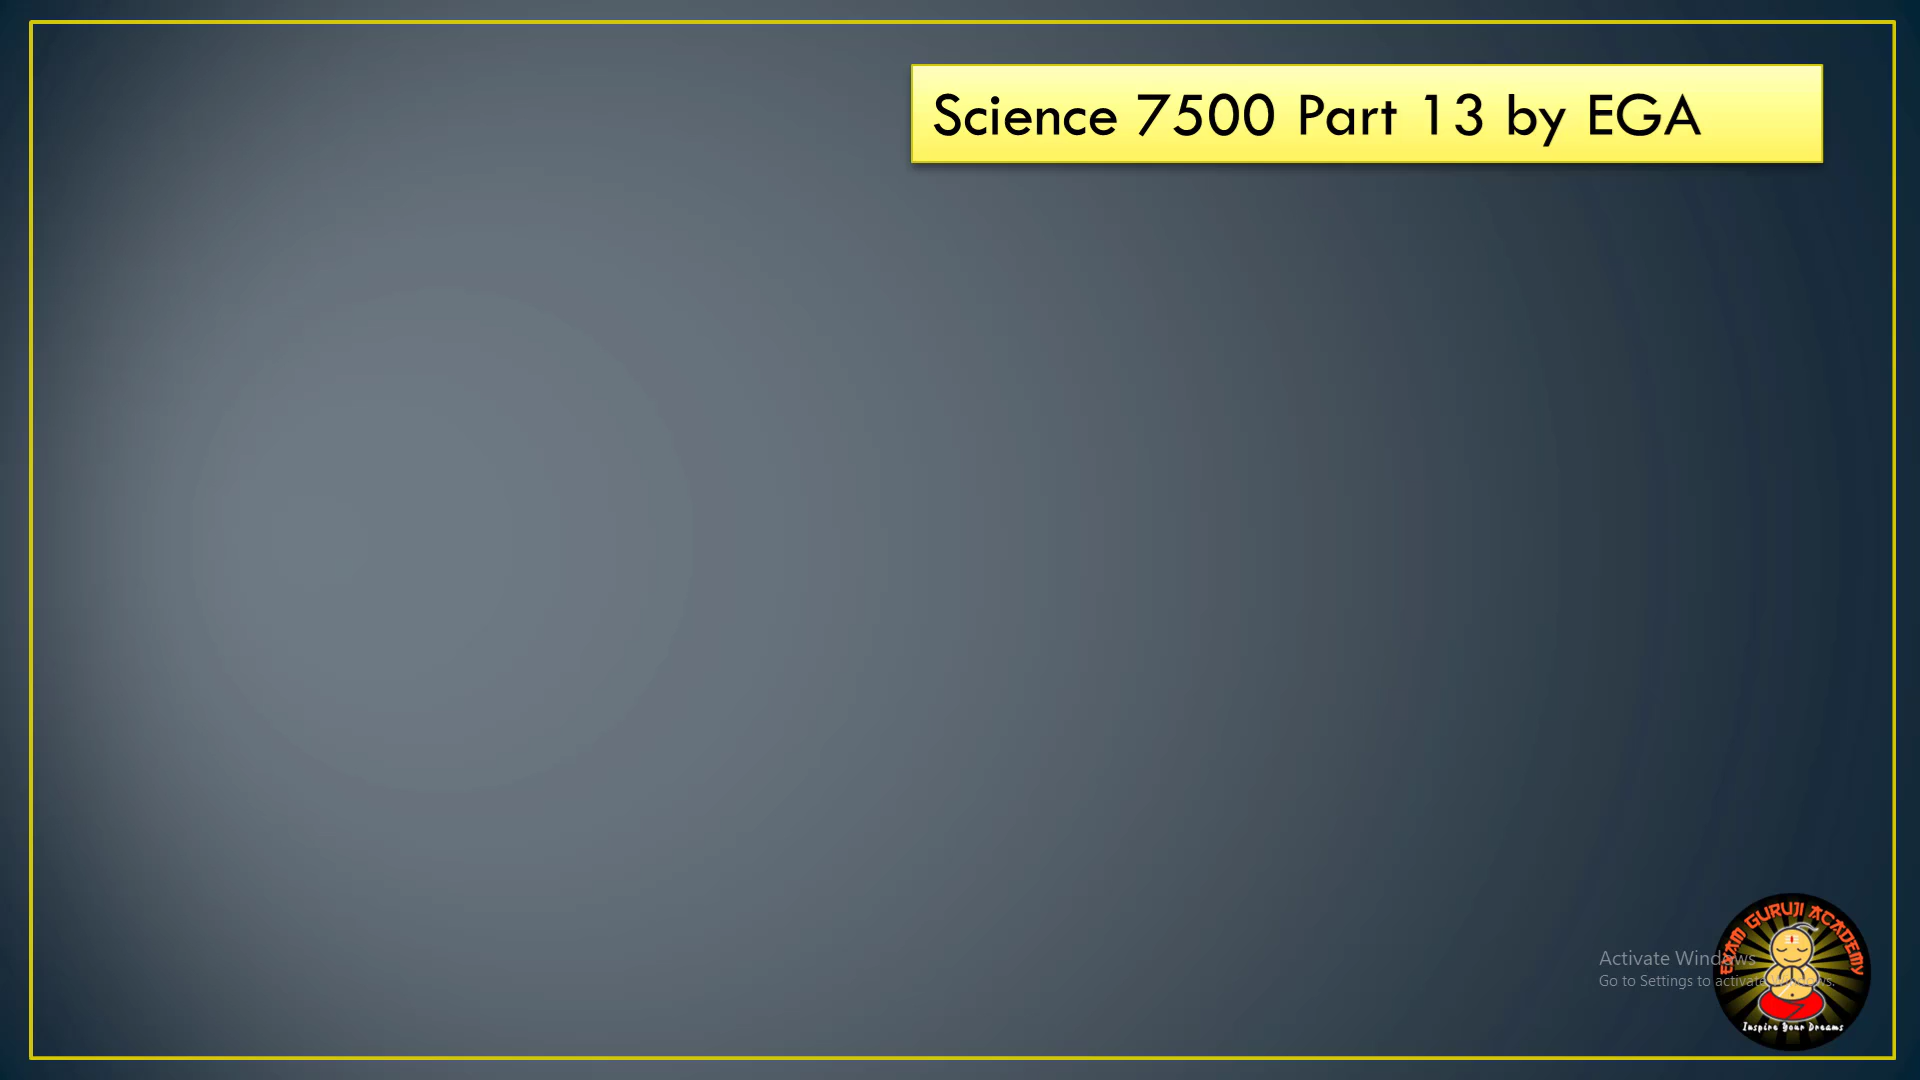 Science 7500 Part 13 by EGA
EXAM GURUJI ACADEMY
Activate Windows
Go to Settings to activate Windows.
Inspire Your Dreams